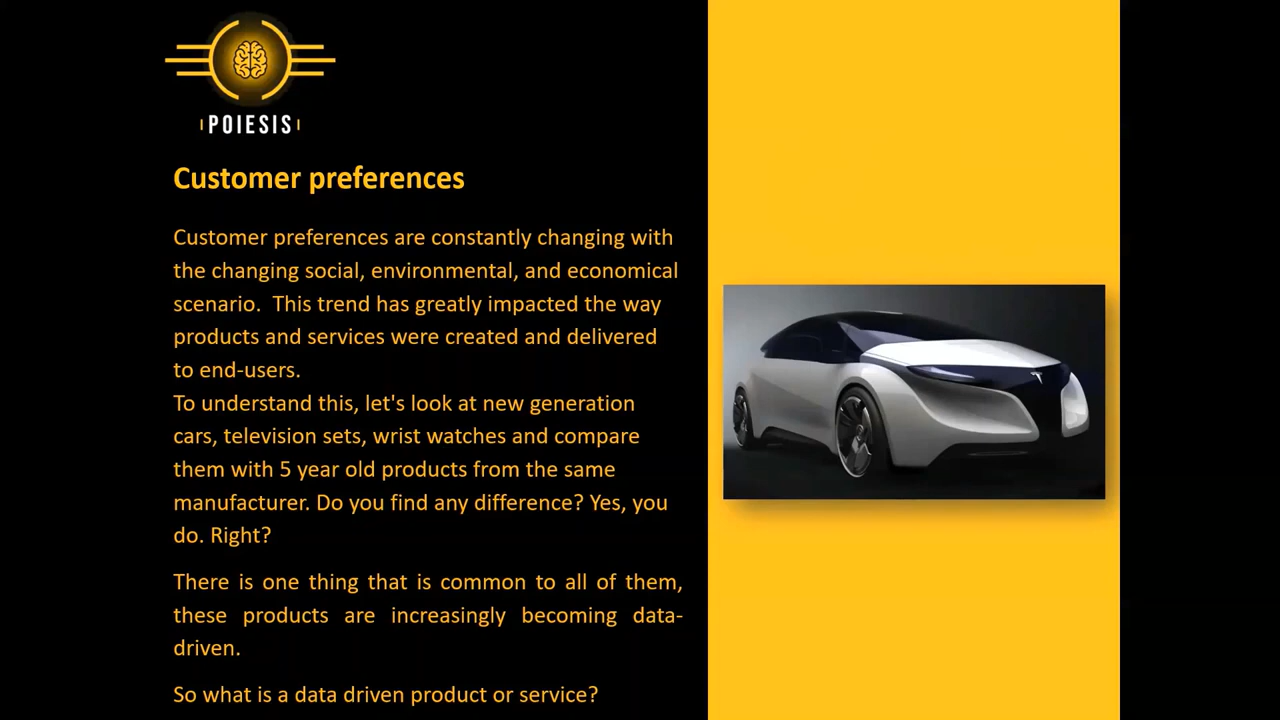 POIESIS
Customer preferences
Customer preferences are constantly changing with
the changing social, environmental, and economical
scenario.  This trend has greatly impacted the way
products and services were created and delivered
to end-users.
To understand this, let's look at new generation
cars, television sets, wrist watches and compare
them with 5 year old products from the same
manufacturer. Do you find any difference? Yes, you
do. Right?
There is one thing that is common to all of them,
these products are increasingly becoming data-
driven.
So what is a data driven product or service?